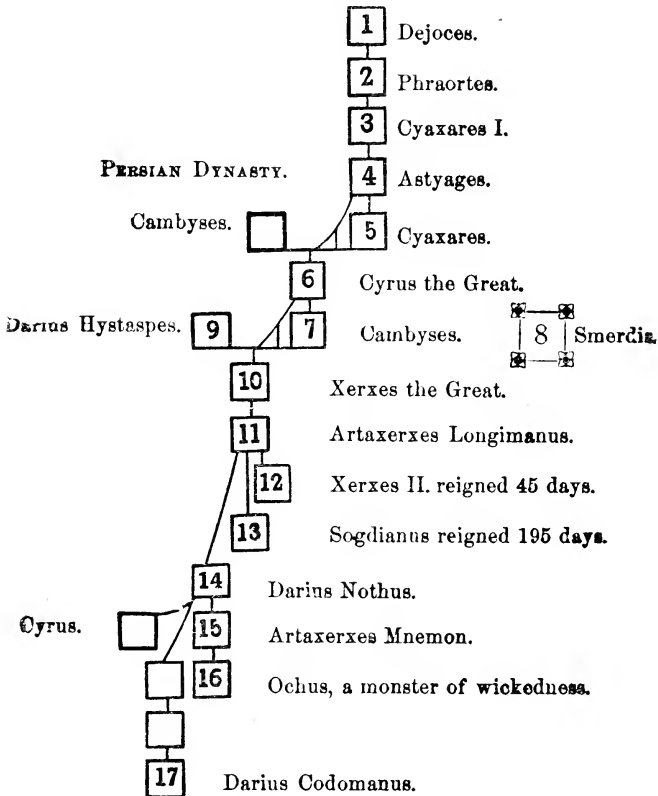 1 Dejoces.
2 Phraortes.
3 Cyaxares I.
PERSIAN DYNASTY.
4 Astyages.
Cambyses.
5 Cyaxares.
6 Cyrus the Great.
Darius Hystaspes. 9 7 Cambyses. 8 Smerdis.
10 Xerxes the Great.
11 Artaxerxes Longimanus.
12 Xerxes II. reigned 45 days.
13 Sogdianus reigned 195 days.
14 Darius Nothus.
Cyrus. 15 Artaxerxes Mnemon.
16 Ochus, a monster of wickedness.
17 Darius Codomanus.